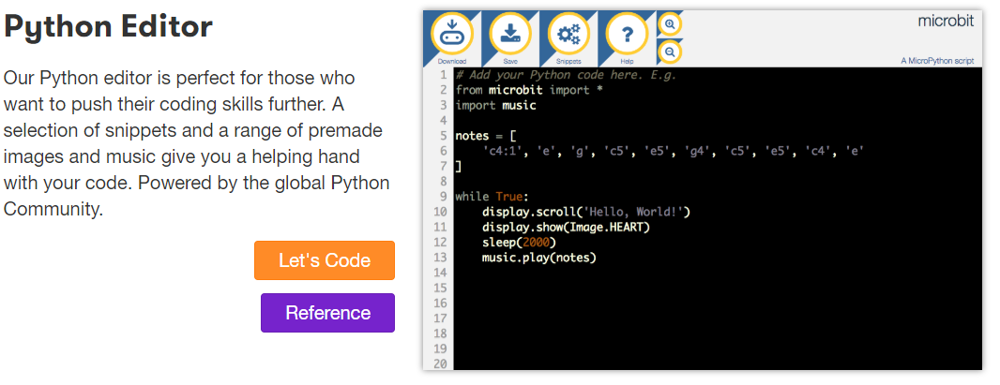 Python Editor
Our Python editor is perfect for those who
want to push their coding skills further. A
selection of snippets and a range of premade
images and music give you a helping hand
with your code. Powered by the global Python
Community.
Let's Code
Reference
Download Save Snippets Help
microbit
A MicroPython script
1 # Add your Python code here. E.g.
2 from microbit import *
3 import music
4
5 notes = [
6 'c4:1', 'e', 'g', 'c5', 'e5', 'g4', 'c5', 'e5', 'c4', 'e'
7 ]
8
9 while True:
10 display.scroll('Hello, World!')
11 display.show(Image.HEART)
12 sleep(2000)
13 music.play(notes)
14
15
16
17
18
19
20